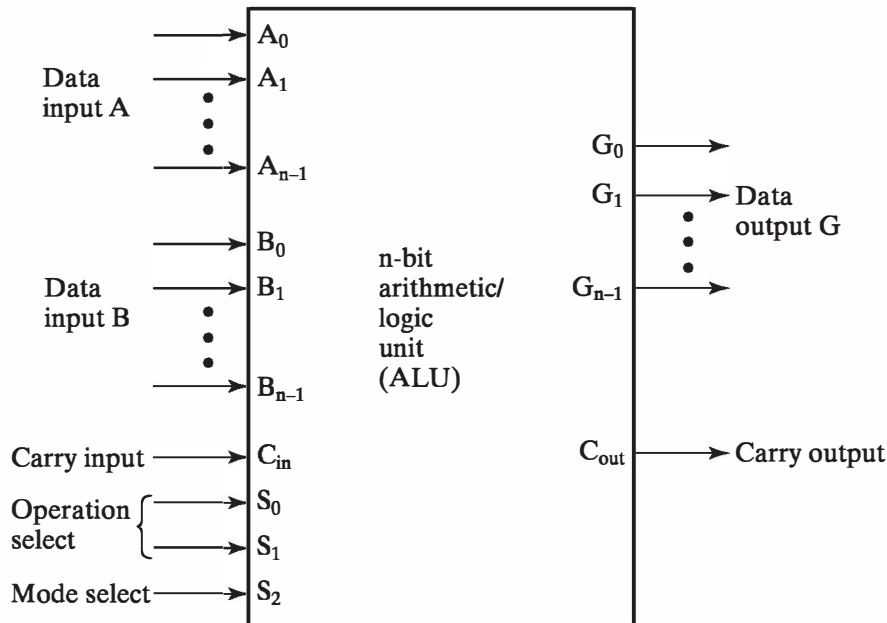 A0
A1
Data
input A
An–1
B0
B1
Data
input B
Bn–1
Carry input
Cin
Operation
select
S0
S1
Mode select
S2
n-bit
arithmetic/
logic
unit
(ALU)
G0
G1
Data
output G
Gn–1
Cout
Carry output